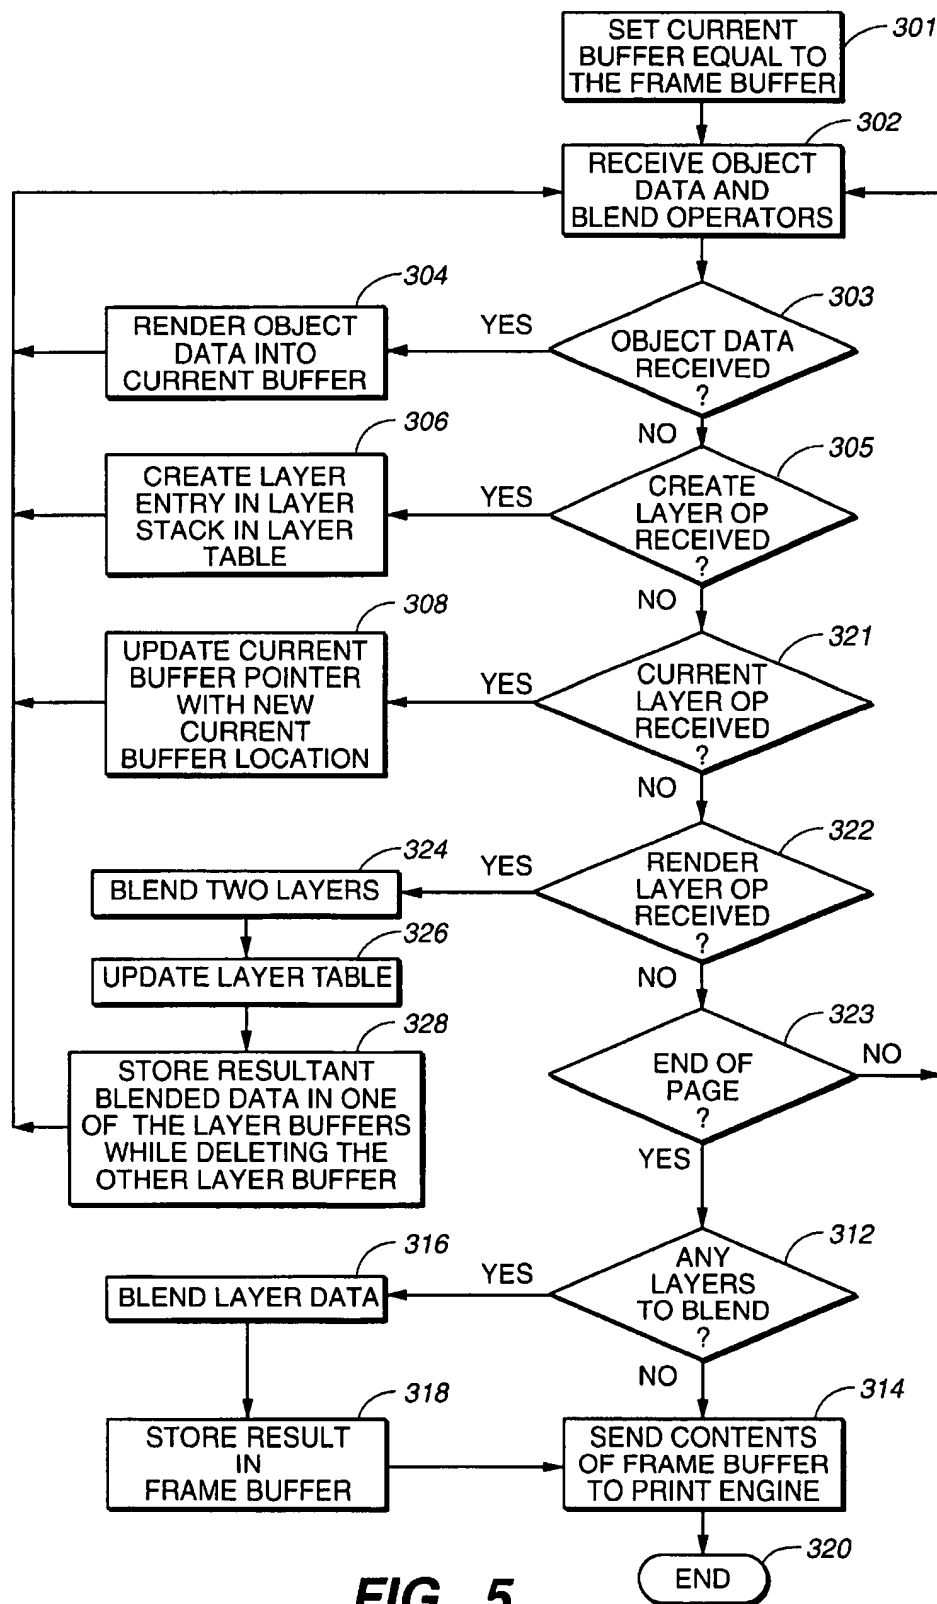 SET CURRENT
BUFFER EQUAL TO
THE FRAME BUFFER
301
302
RECEIVE OBJECT
DATA AND
BLEND OPERATORS
303
OBJECT DATA
RECEIVED
?
YES
NO
304
RENDER OBJECT
DATA INTO
CURRENT BUFFER
305
CREATE
LAYER OP
RECEIVED
?
YES
NO
306
CREATE LAYER
ENTRY IN LAYER
STACK IN LAYER
TABLE
321
CURRENT
LAYER OP
RECEIVED
?
YES
NO
308
UPDATE CURRENT
BUFFER POINTER
WITH NEW
CURRENT
BUFFER LOCATION
322
RENDER
LAYER OP
RECEIVED
?
YES
NO
324
BLEND TWO LAYERS
326
UPDATE LAYER TABLE
328
STORE RESULTANT
BLENDED DATA IN ONE
OF THE LAYER BUFFERS
WHILE DELETING THE
OTHER LAYER BUFFER
323
END OF
PAGE
?
NO
YES
312
ANY
LAYERS
TO BLEND
?
YES
NO
316
BLEND LAYER DATA
318
STORE RESULT
IN
FRAME BUFFER
314
SEND CONTENTS
OF FRAME BUFFER
TO PRINT ENGINE
320
END
FIG._5